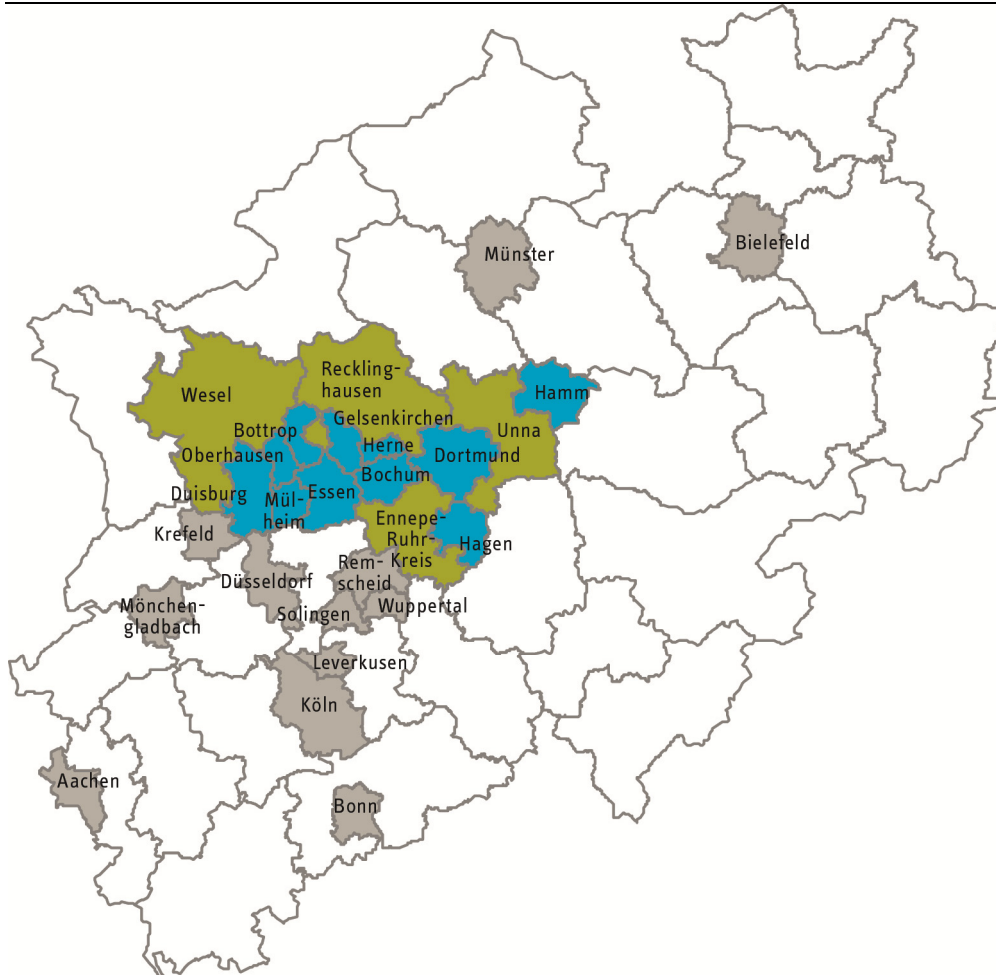 Münster
Bielefeld
Reckling-
hausen
Wesel
Hamm
Gelsenkirchen
Bottrop
Unna
Herne
Oberhausen
Dortmund
Bochum
Duisburg
Essen
Mül-
heim
Ennepe-
Ruhr-
Kreis
Krefeld
Hagen
Rem-
scheid
Düsseldorf
Mönchen-
gladbach
Solingen
Wuppertal
Leverkusen
Köln
Aachen
Bonn